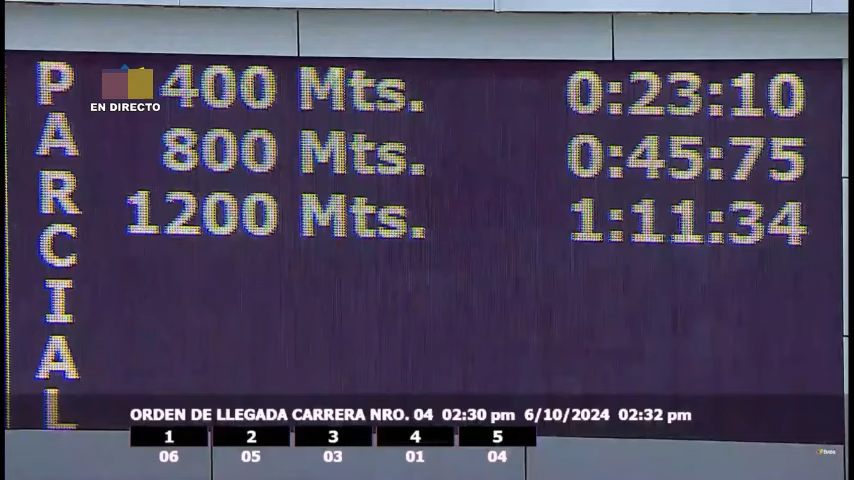 PARCIAL
400 Mts. 0:23:10
800 Mts. 0:45:75
1200 Mts. 1:11:34
EN DIRECTO
ORDEN DE LLEGADA CARRERA NRO. 04 02:30 pm 6/10/2024 02:32 pm
1 2 3 4 5
06 05 03 01 04